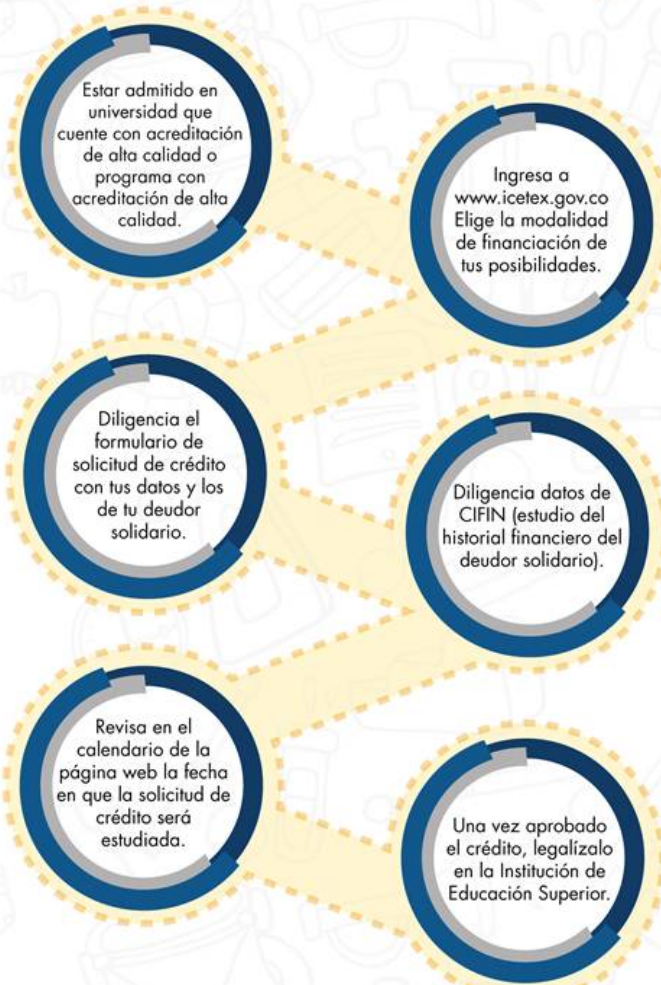 Estar admitido en
universidad que
cuente con acreditación
de alta calidad o
programa con
acreditación de alta
calidad.
Ingresa a
www.icetex.gov.co
Elige la modalidad
de financiación de
tus posibilidades.
Diligencia el
formulario de
solicitud de crédito
con tus datos y los
de tu deudor
solidario.
Diligencia datos de
CIFIN (estudio del
historial financiero del
deudor solidario).
Revisa en el
calendario de la
página web la fecha
en que la solicitud de
crédito será
estudiada.
Una vez aprobado
el crédito, legalízalo
en la Institución de
Educación Superior.